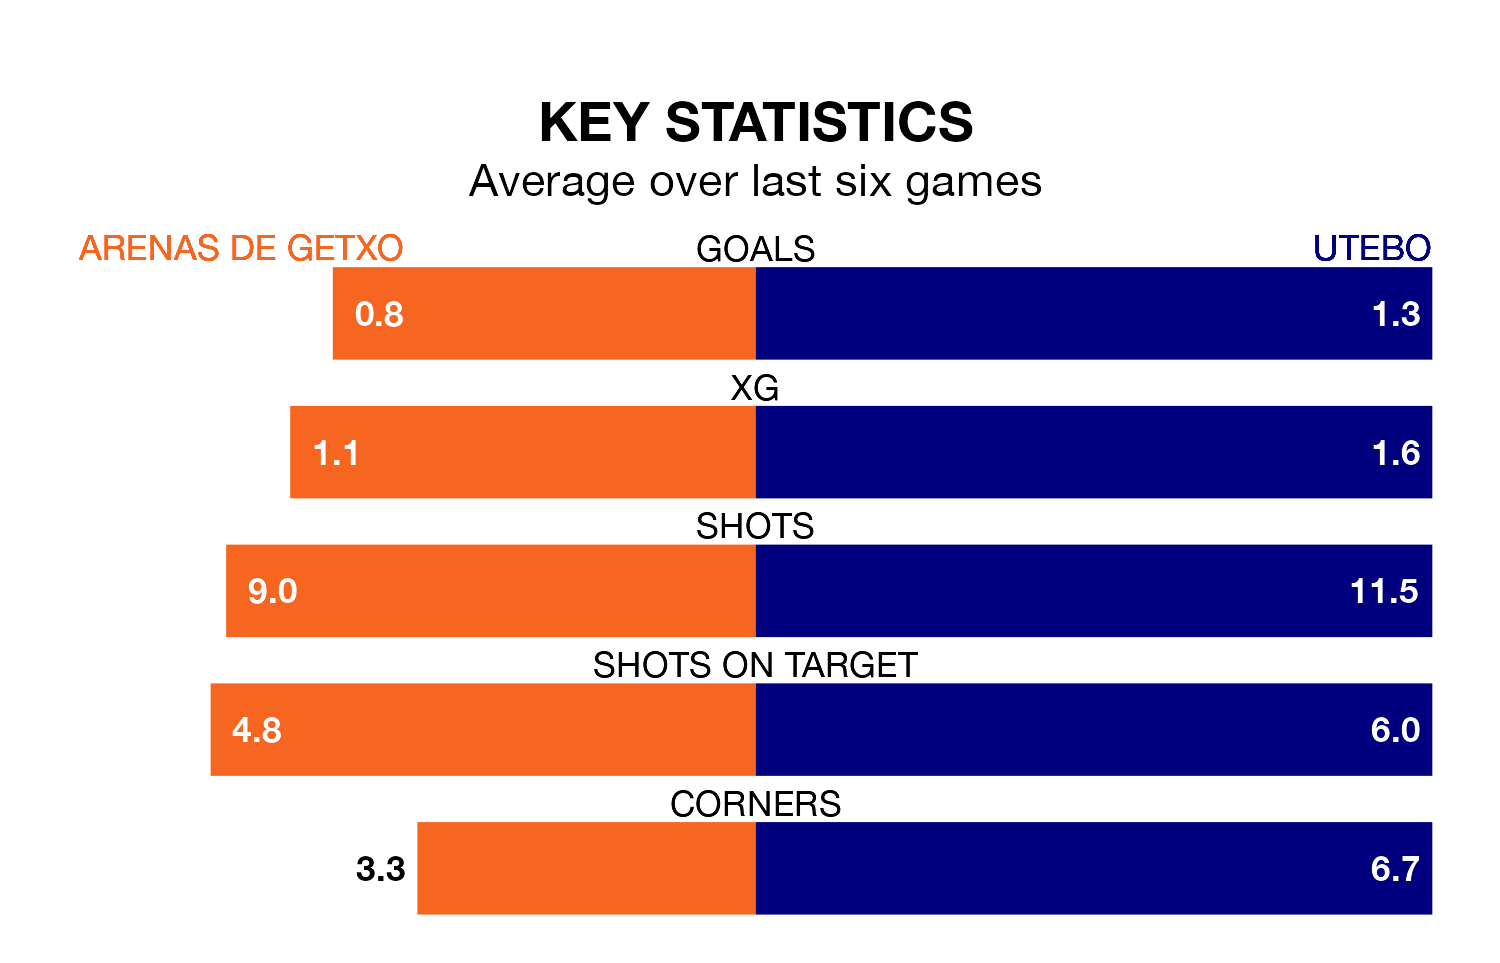 KEY STATISTICS
Average over last six games
ARENAS DE GETXO GOALS UTEBO
0.8 1.3
XG
1.1 1.6
SHOTS
9.0 11.5
SHOTS ON TARGET
4.8 6.0
CORNERS
3.3 6.7